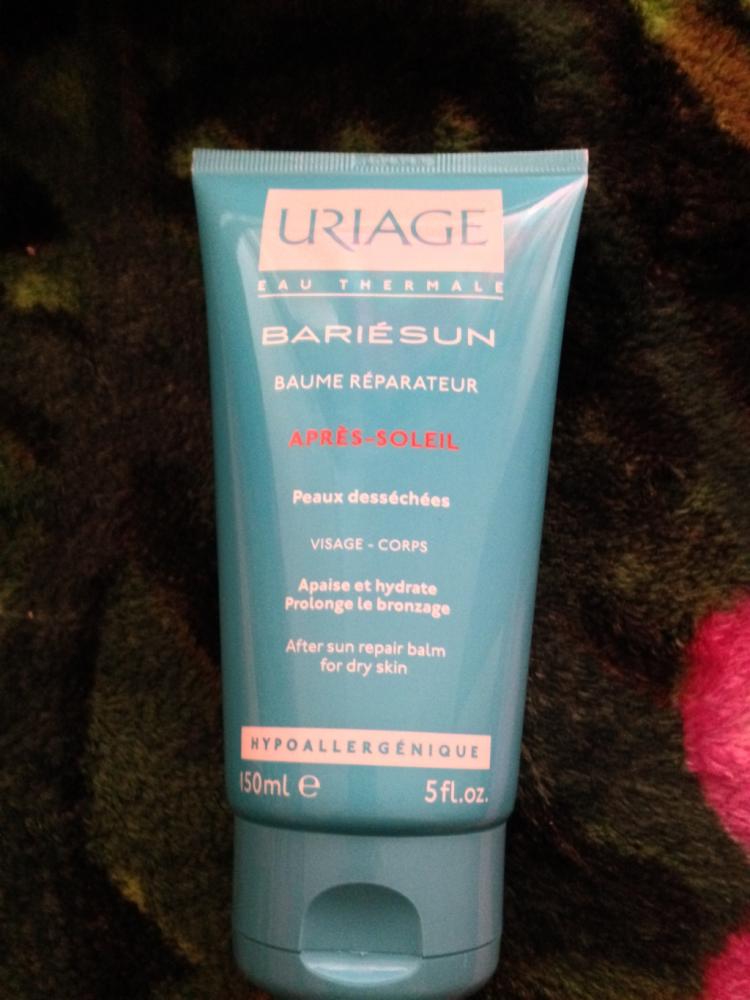 URIAGE
EAU THERMALE
BARIÉSUN
BAUME RÉPARATEUR
APRÈS-SOLEIL
Peaux desséchées
VISAGE - CORPS
Apaise et hydrate
Prolonge le bronzage
After sun repair balm
for dry skin
HYPOALLERGÉNIQUE
150ml ℮ 5fl.oz.